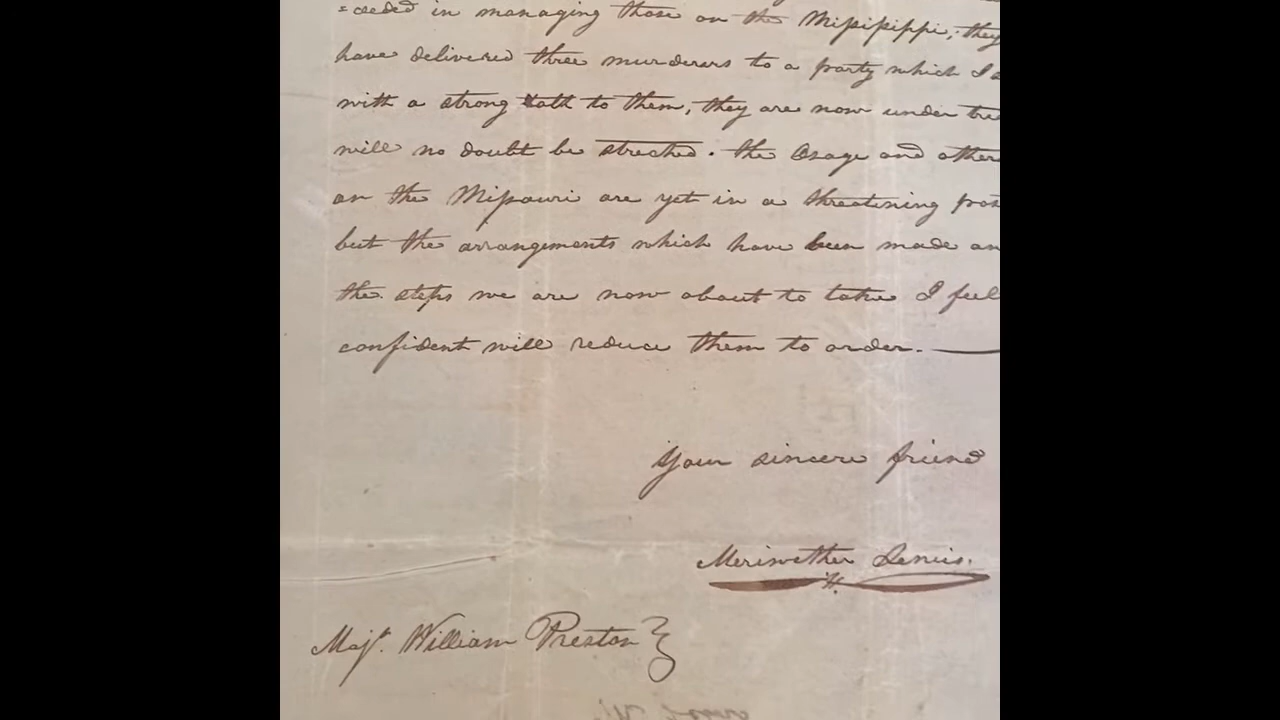 =ceeded in managing those on the Missisippi; they
have delivered three murderers to a party which I
with a strong talk to them, they are now under
will no doubt be streched. the Osage and other
on the Missouri are yet in a threatening
but the arrangements which have been made an
the steps we are now about to take I feel
confident will reduce them to order. —
Your sincere friend
Meriwether Lewis.
Majr. William Preston